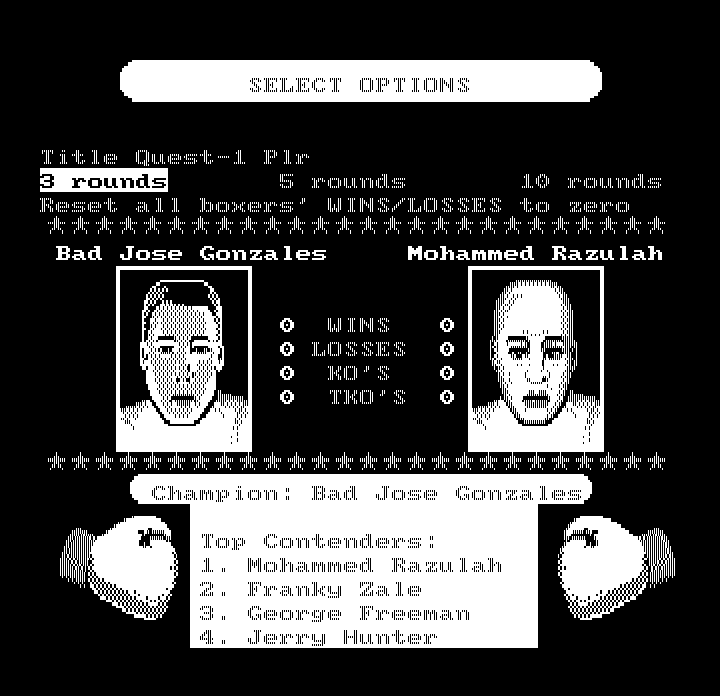 SELECT OPTIONS
Title Quest-1 Plr
3 rounds 5 rounds 10 rounds
Reset all boxers' WINS/LOSSES to zero
Bad Jose Gonzales Mohammed Razulah
0 WINS 0
0 LOSSES 0
0 KO'S 0
0 TKO'S 0
Champion: Bad Jose Gonzales
Top Contenders:
1. Mohammed Razulah
2. Franky Zale
3. George Freeman
4. Jerry Hunter